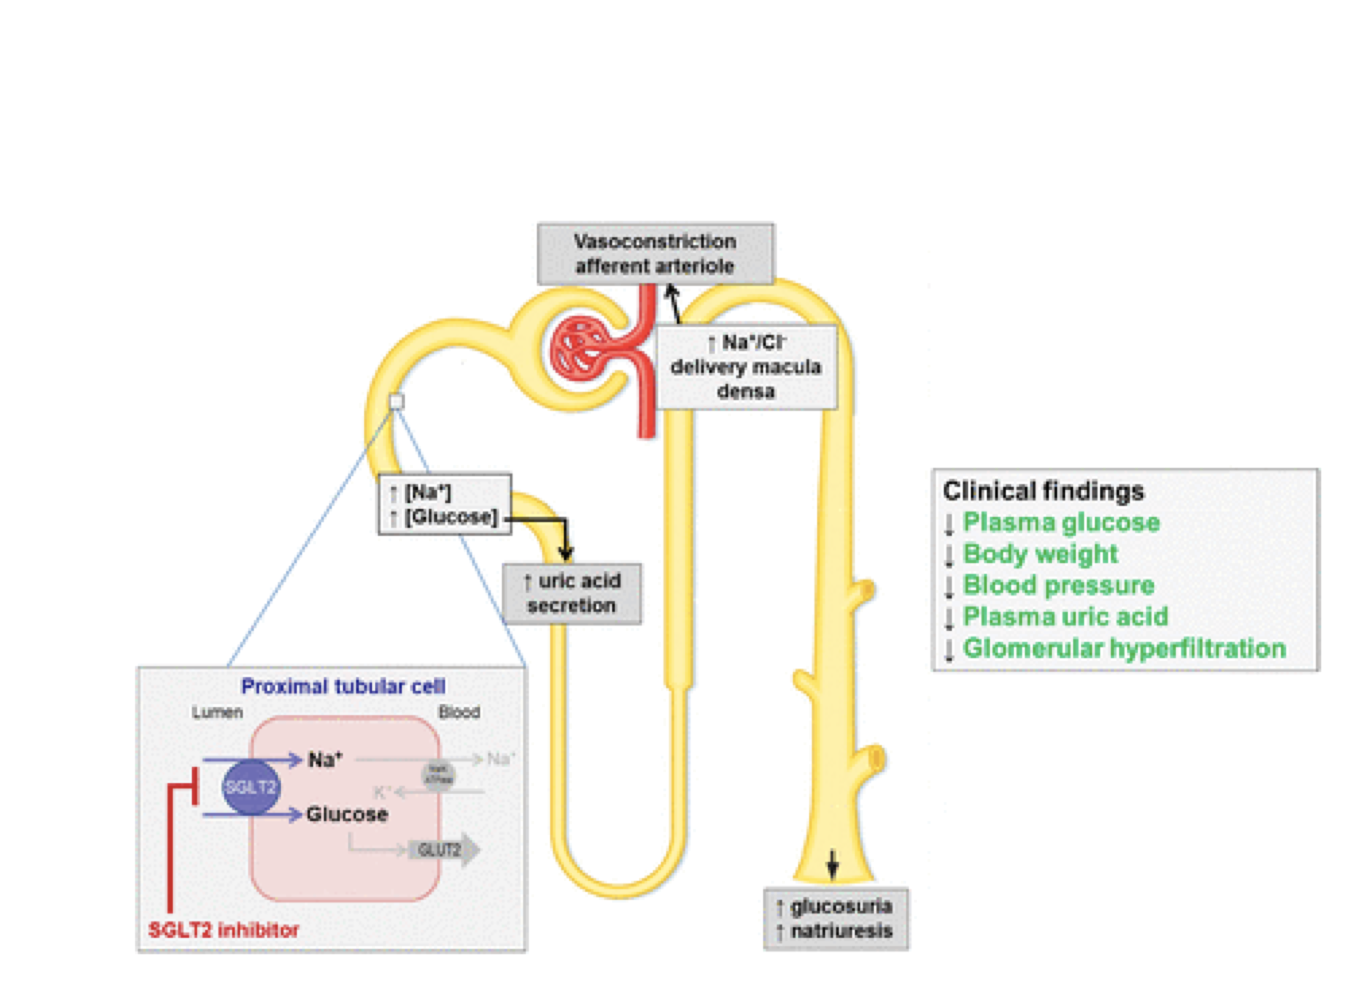 Vasoconstriction
afferent arteriole
↑ Na⁺/Cl⁻
delivery macula
densa
↑ [Na⁺]
↑ [Glucose]
↑ uric acid
secretion
Clinical findings
↓ Plasma glucose
↓ Body weight
↓ Blood pressure
↓ Plasma uric acid
↓ Glomerular hyperfiltration
Proximal tubular cell
Lumen
Blood
Na⁺
Na⁺
SGLT2
ATPase
K⁺
Glucose
GLUT2
SGLT2 inhibitor
↑ glucosuria
↑ natriuresis